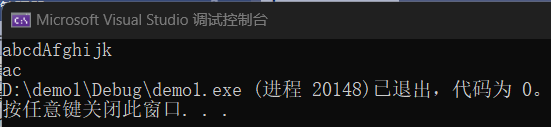 Microsoft Visual Studio 调试控制台
abcdAfghijk
ac
D:\demo1\Debug\demo1.exe (进程 20148)已退出，代码为 0。
按任意键关闭此窗口. . .